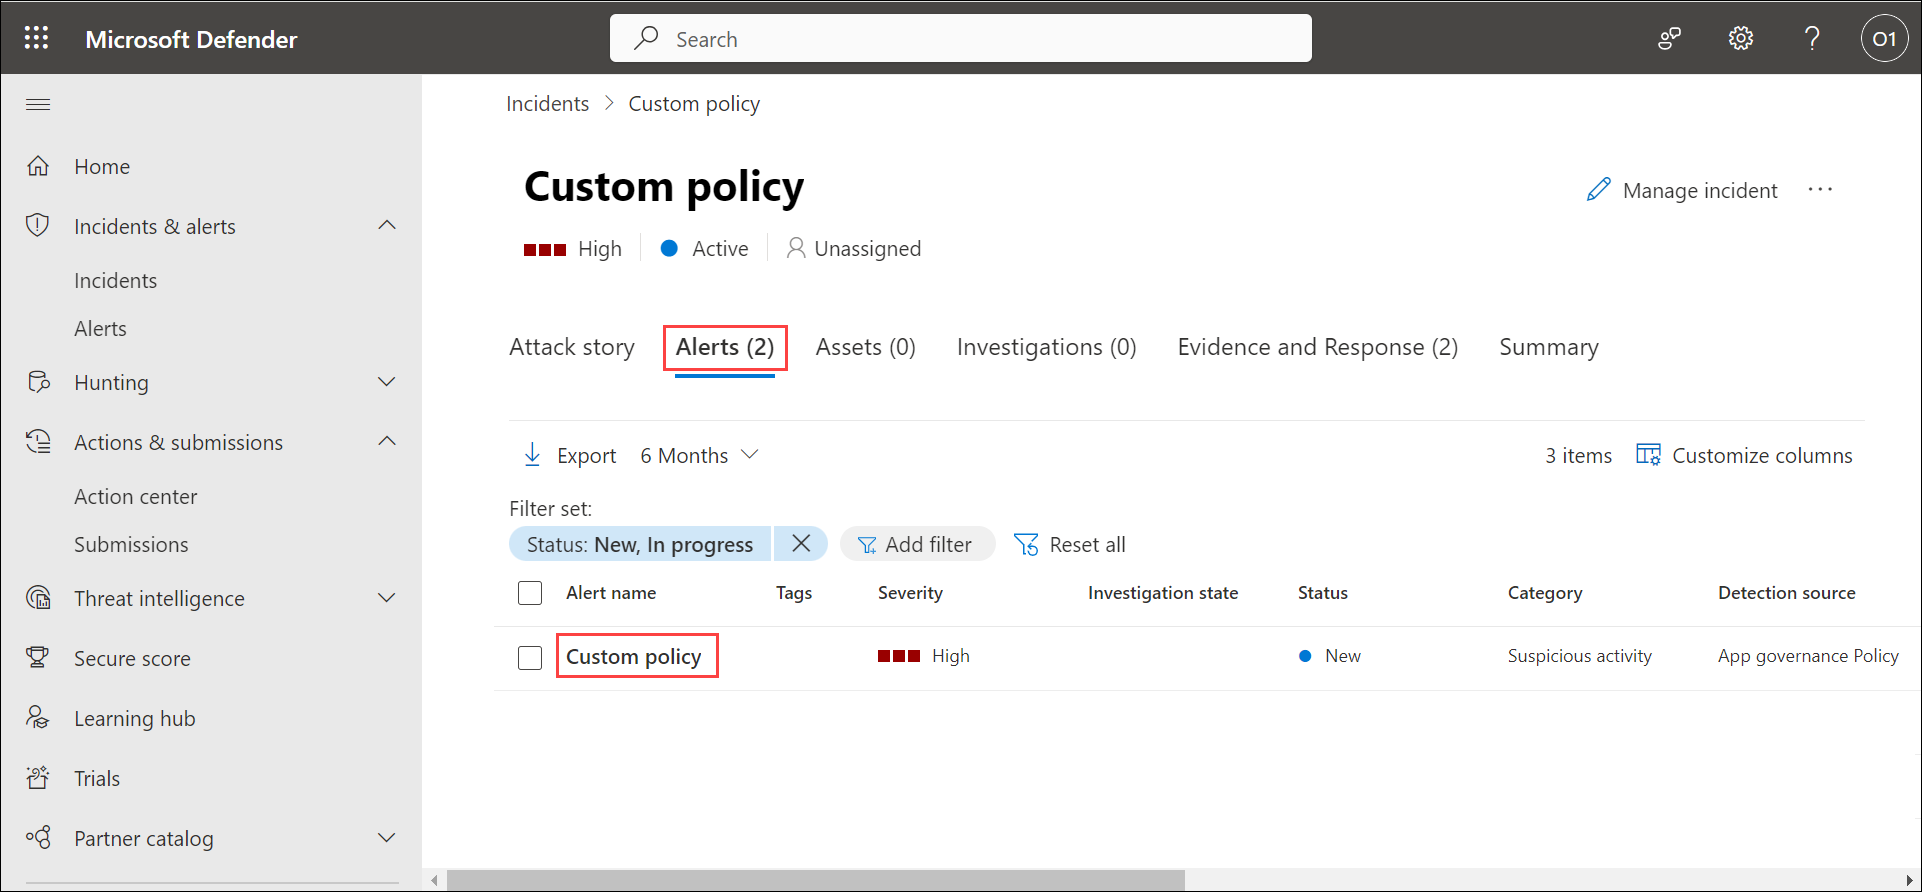 Microsoft Defender
Search
O1
Home
Incidents & alerts
Incidents
Alerts
Hunting
Actions & submissions
Action center
Submissions
Threat intelligence
Secure score
Learning hub
Trials
Partner catalog
Incidents > Custom policy
Custom policy
Manage incident ...
High Active Unassigned
Attack story Alerts (2) Assets (0) Investigations (0) Evidence and Response (2) Summary
Export 6 Months 3 items Customize columns
Filter set:
Status: New, In progress Add filter Reset all
Alert name Tags Severity Investigation state Status Category Detection source
Custom policy High New Suspicious activity App governance Policy